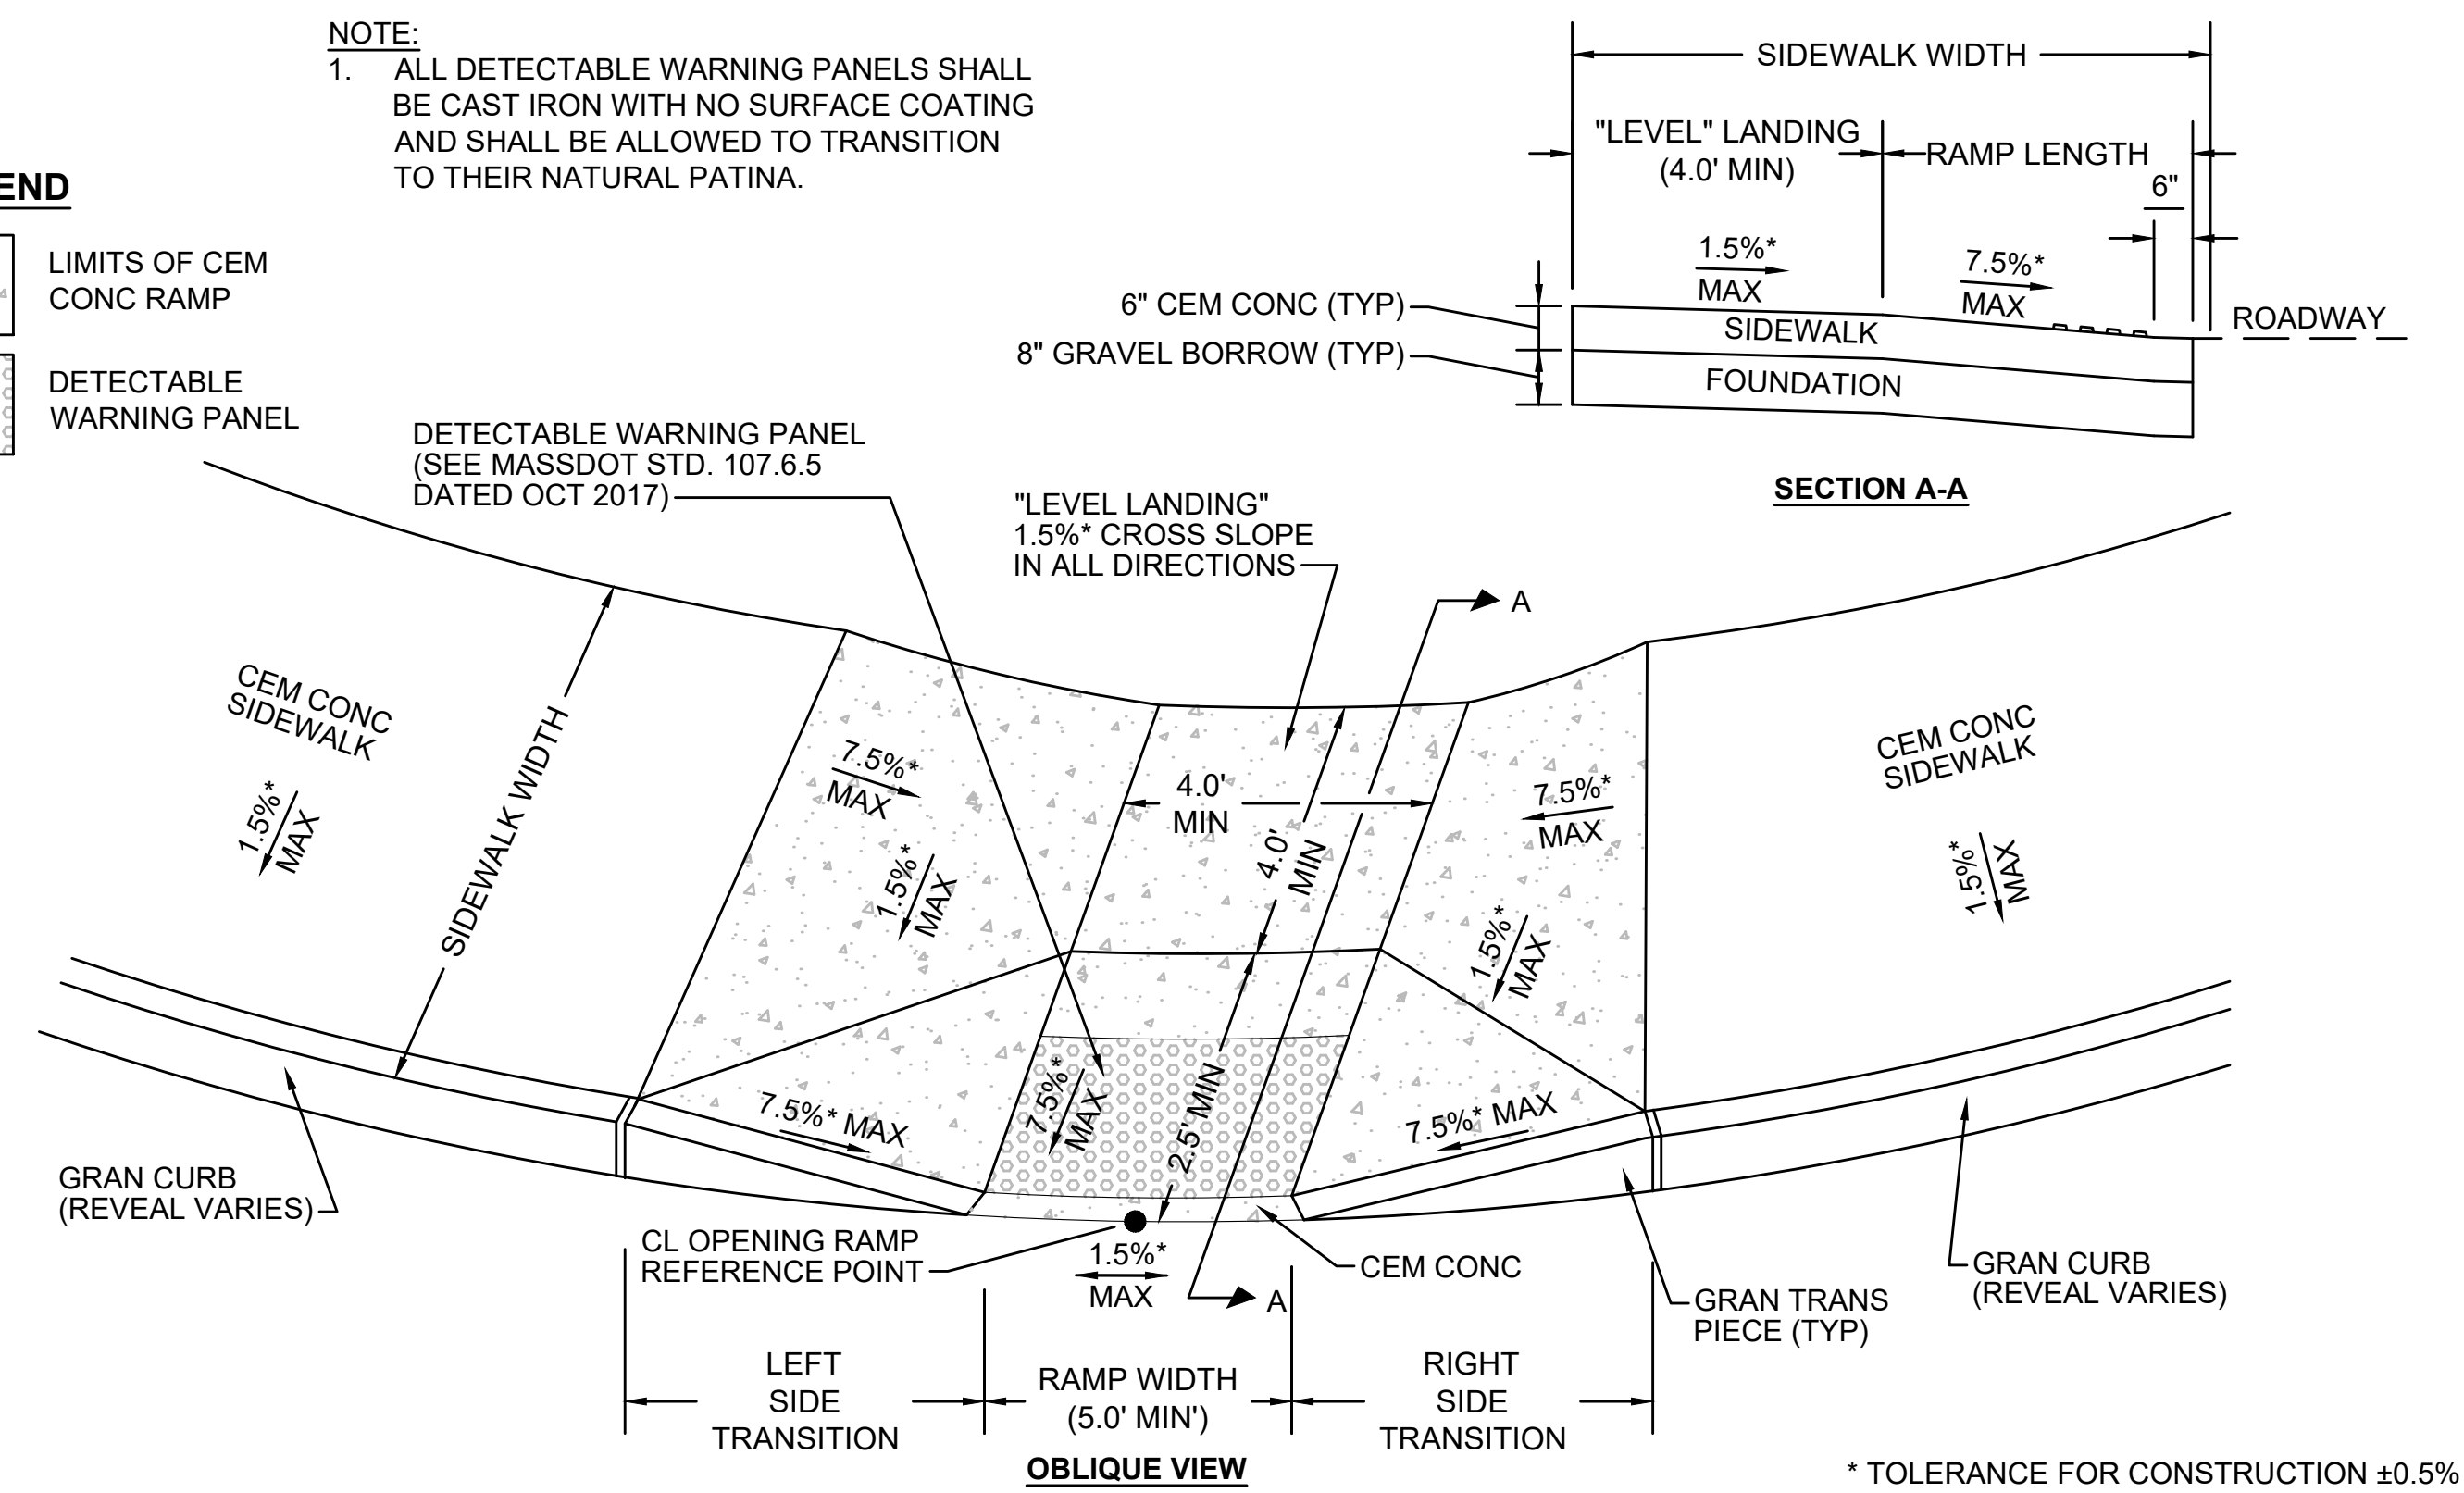 NOTE:
1. ALL DETECTABLE WARNING PANELS SHALL
BE CAST IRON WITH NO SURFACE COATING
AND SHALL BE ALLOWED TO TRANSITION
TO THEIR NATURAL PATINA.
END
LIMITS OF CEM
CONC RAMP
DETECTABLE
WARNING PANEL
SIDEWALK WIDTH
"LEVEL" LANDING
(4.0' MIN)
RAMP LENGTH
6"
1.5%*
MAX
7.5%*
MAX
6" CEM CONC (TYP)
8" GRAVEL BORROW (TYP)
SIDEWALK
FOUNDATION
ROADWAY
SECTION A-A
DETECTABLE WARNING PANEL
(SEE MASSDOT STD. 107.6.5
DATED OCT 2017)
"LEVEL LANDING"
1.5%* CROSS SLOPE
IN ALL DIRECTIONS
A
CEM CONC
SIDEWALK
1.5%*
MAX
SIDEWALK WIDTH
7.5%*
MAX
1.5%*
MAX
4.0'
MIN
4.0'
MIN
7.5%*
MAX
1.5%*
MAX
CEM CONC
SIDEWALK
1.5%*
MAX
7.5%* MAX
7.5%*
MAX
2.5' MIN
7.5%* MAX
GRAN CURB
(REVEAL VARIES)
CL OPENING RAMP
REFERENCE POINT
1.5%*
MAX
A
CEM CONC
GRAN TRANS
PIECE (TYP)
GRAN CURB
(REVEAL VARIES)
LEFT
SIDE
TRANSITION
RAMP WIDTH
(5.0' MIN')
RIGHT
SIDE
TRANSITION
OBLIQUE VIEW
* TOLERANCE FOR CONSTRUCTION ±0.5%